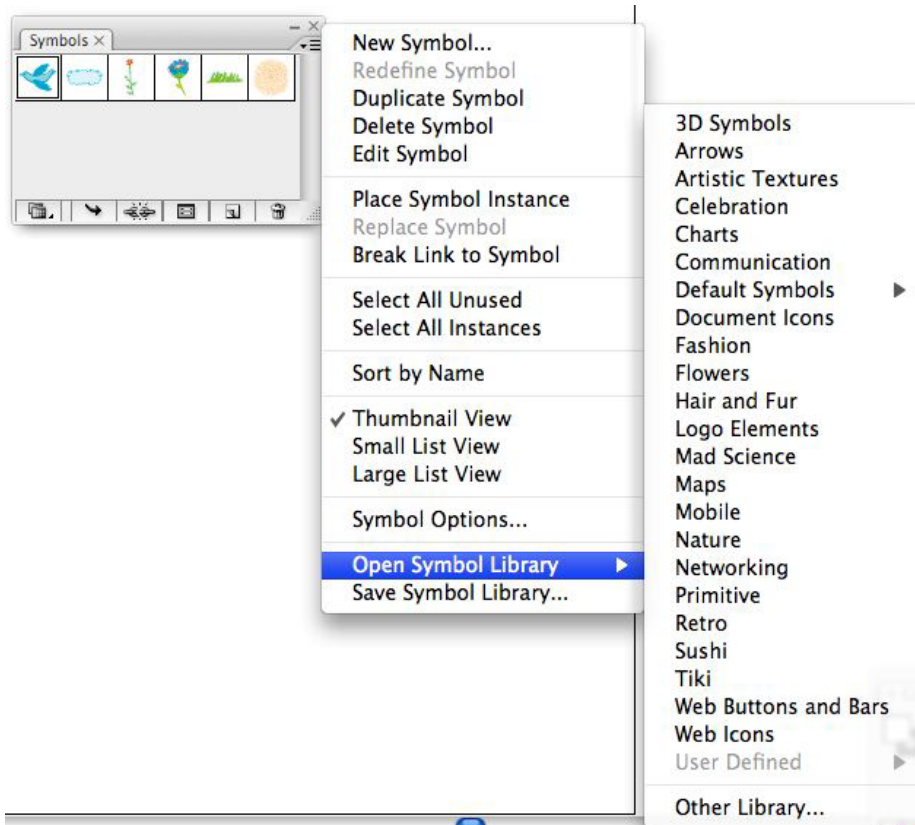 Symbols ×
New Symbol...
Redefine Symbol
Duplicate Symbol
Delete Symbol
Edit Symbol
Place Symbol Instance
Replace Symbol
Break Link to Symbol
Select All Unused
Select All Instances
Sort by Name
Thumbnail View
Small List View
Large List View
Symbol Options...
Open Symbol Library
Save Symbol Library...
3D Symbols
Arrows
Artistic Textures
Celebration
Charts
Communication
Default Symbols
Document Icons
Fashion
Flowers
Hair and Fur
Logo Elements
Mad Science
Maps
Mobile
Nature
Networking
Primitive
Retro
Sushi
Tiki
Web Buttons and Bars
Web Icons
User Defined
Other Library...